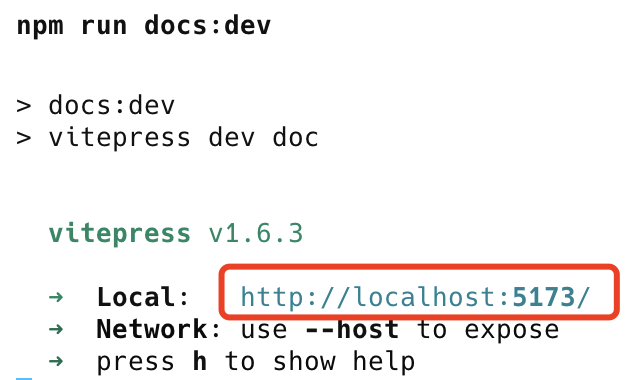 npm run docs:dev
> docs:dev
> vitepress dev doc
vitepress v1.6.3
➜ Local: http://localhost:5173/
➜ Network: use --host to expose
➜ press h to show help